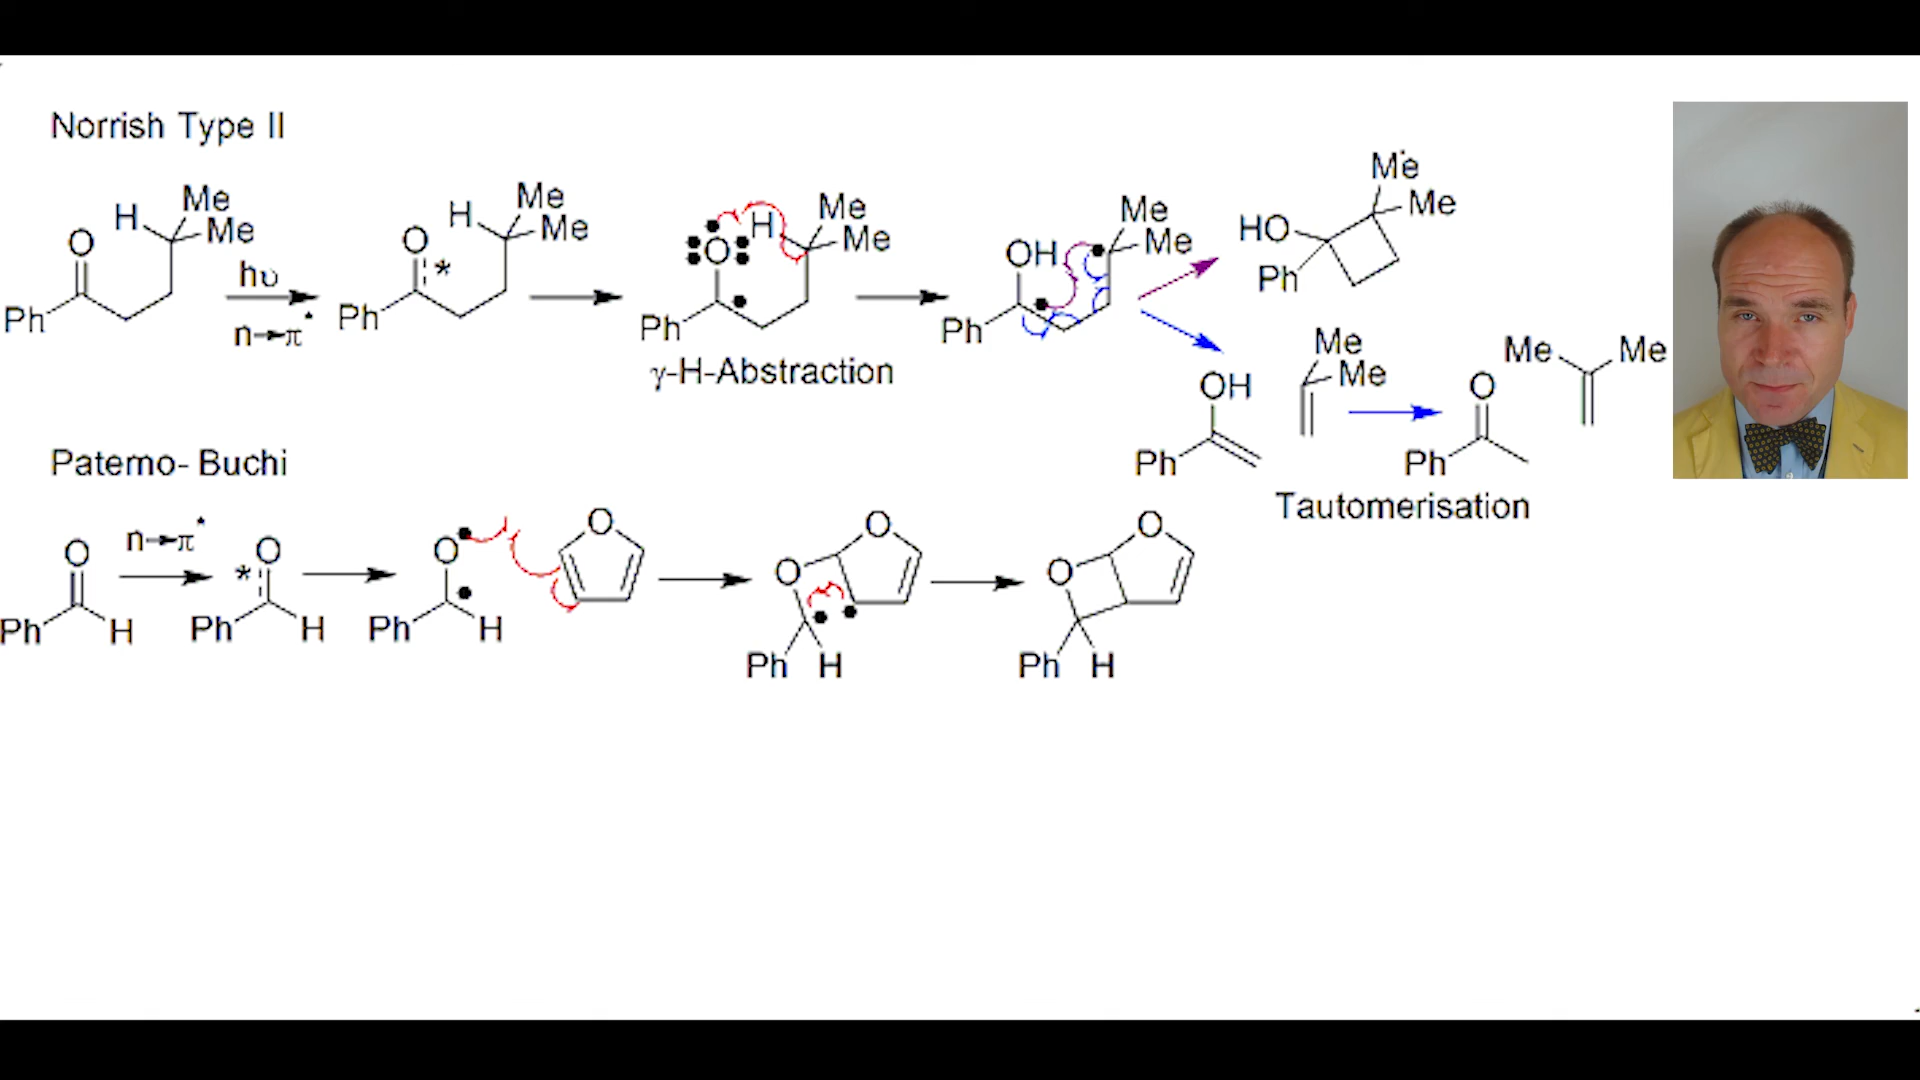 Norrish Type II
O H Me Me Ph
hυ
n→π*
O * H Me Me Ph
O H Me Me Ph
γ-H-Abstraction
OH Me Me Ph
HO Me Me Ph
OH Ph Me Me
O Ph Me Me
Tautomerisation
Paterno- Buchi
O Ph H
n→π*
* O Ph H
O Ph H
O
O O Ph H
O O Ph H